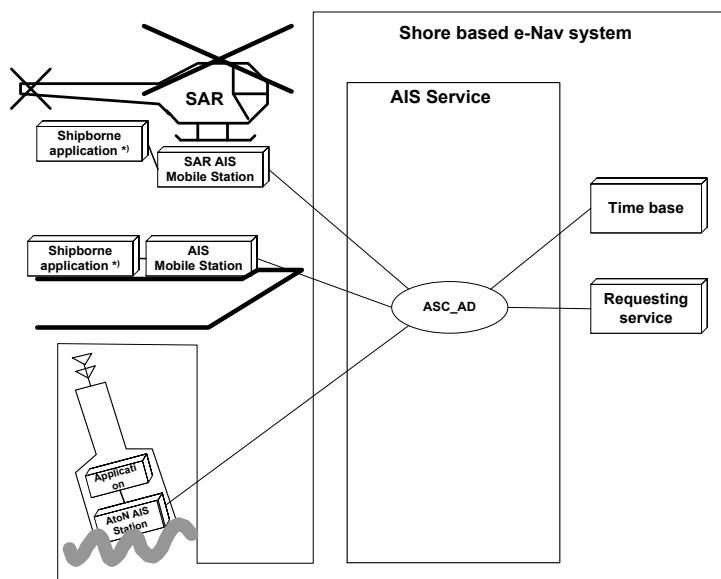 Shore based e-Nav system
AIS Service
SAR
Shipborne
application *)
SAR AIS
Mobile Station
Time base
Shipborne
application *)
AIS
Mobile Station
ASC_AD
Requesting
service
Applicati
on
AtoN AIS
Station